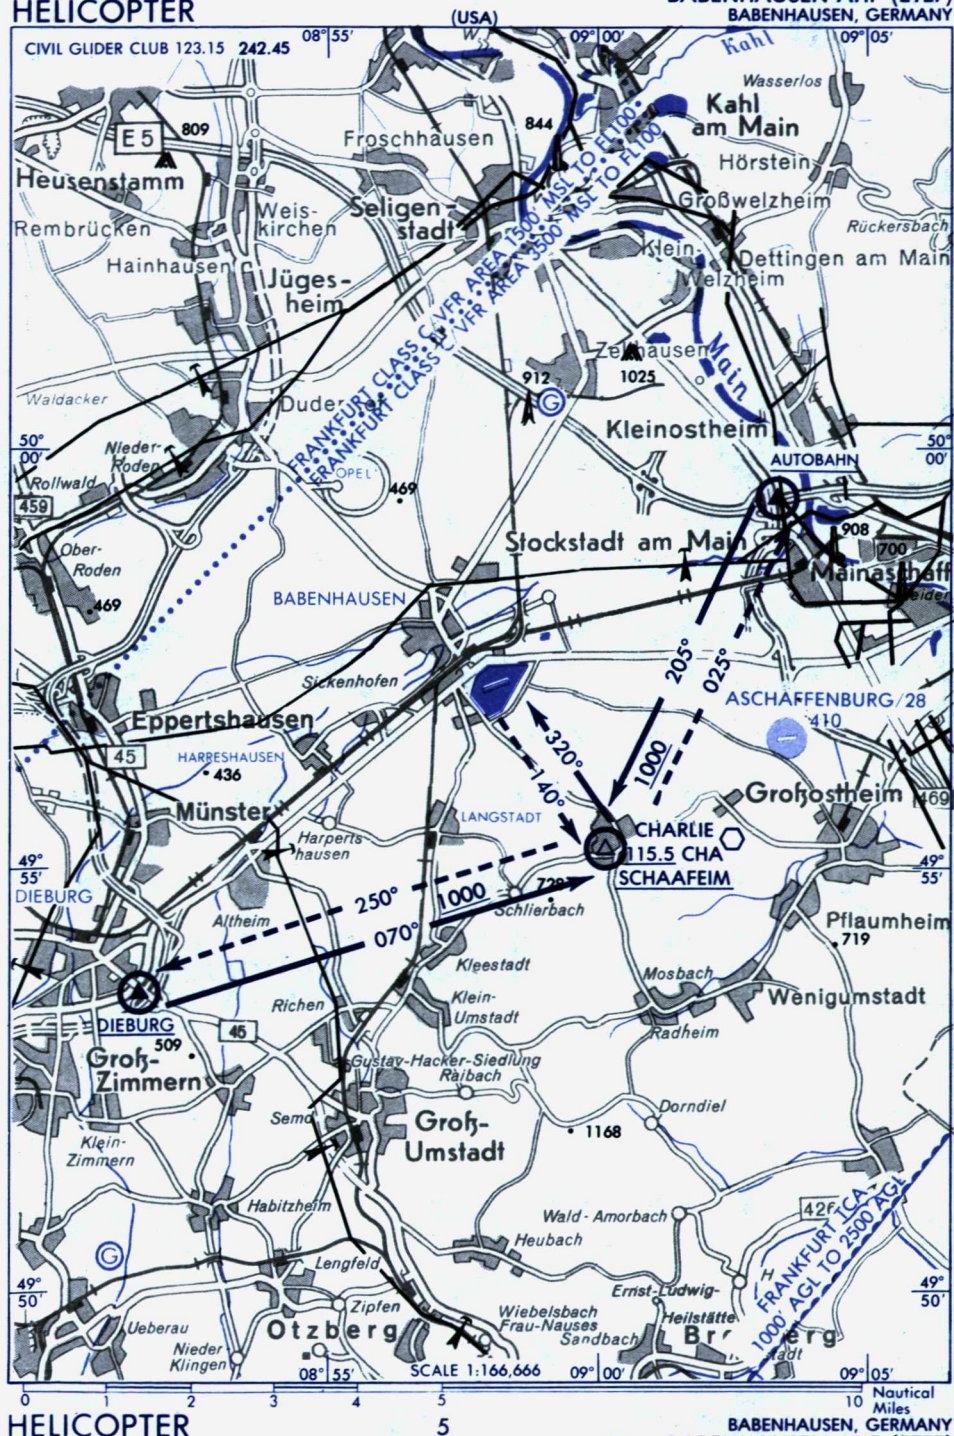 HELICOPTER
(USA)
BABENHAUSEN, GERMANY
CIVIL GLIDER CLUB 123.15 242.45
08°55'
09°00'
09°05'
Kahl
Wasserlos
Kahl
am Main
E 5
809
Froschhausen
844
Hörstein
Heusenstamm
Großwelzheim
Rembrücken
Weis-
kirchen
Seligen-
stadt
Rückersbach
Hainhausen
Klein-
Welzheim
Dettingen am Main
Jüges-
heim
FRANKFURT CLASS C/VFR AREA 1500' MSL TO FL100
FRANKFURT CLASS C/VFR AREA 3500' MSL TO FL100
Main
912
1025
G
Waldacker
Kleinostheim
50°
00'
Nieder-
Roden
OPEL
469
AUTOBAHN
50°
00'
Rollwald
459
908
700
Stockstadt am Main
Ober-
Roden
469
BABENHAUSEN
205°
025°
1000
Sickenhofen
ASCHAFFENBURG/28
410
Eppertshausen
45
HARRESHAUSEN
436
320°
140°
Münster
LANGSTADT
Großostheim
469
Harperts
hausen
CHARLIE
115.5 CHA
SCHAAFEIM
49°
55'
49°
55'
DIEBURG
250°
1000
Schlierbach
Altheim
070°
Pflaumheim
719
Kleestadt
Mosbach
Wenigumstadt
Richen
Klein-
Umstadt
Radheim
DIEBURG
45
509
Groß-
Zimmern
Gustav-Hacker-Siedlung
Raibach
Semd
Groß-
Umstadt
Dorndiel
1168
Klein-
Zimmern
Habitzheim
Wald-Amorbach
426
Heubach
G
FRANKFURT ICA
1000' AGL TO 2500 AGL
Lengfeld
49°
50'
Ernst-Ludwig-
Heilstätte
49°
50'
Zipfen
Wiebelsbach
Frau-Nauses
Sandbach
Ueberau
Otzberg
Nieder
Klingen
08°55'
SCALE 1:166,666
09°00'
09°05'
0 1 2 3 4 5 10 Nautical
Miles
HELICOPTER
5
BABENHAUSEN, GERMANY